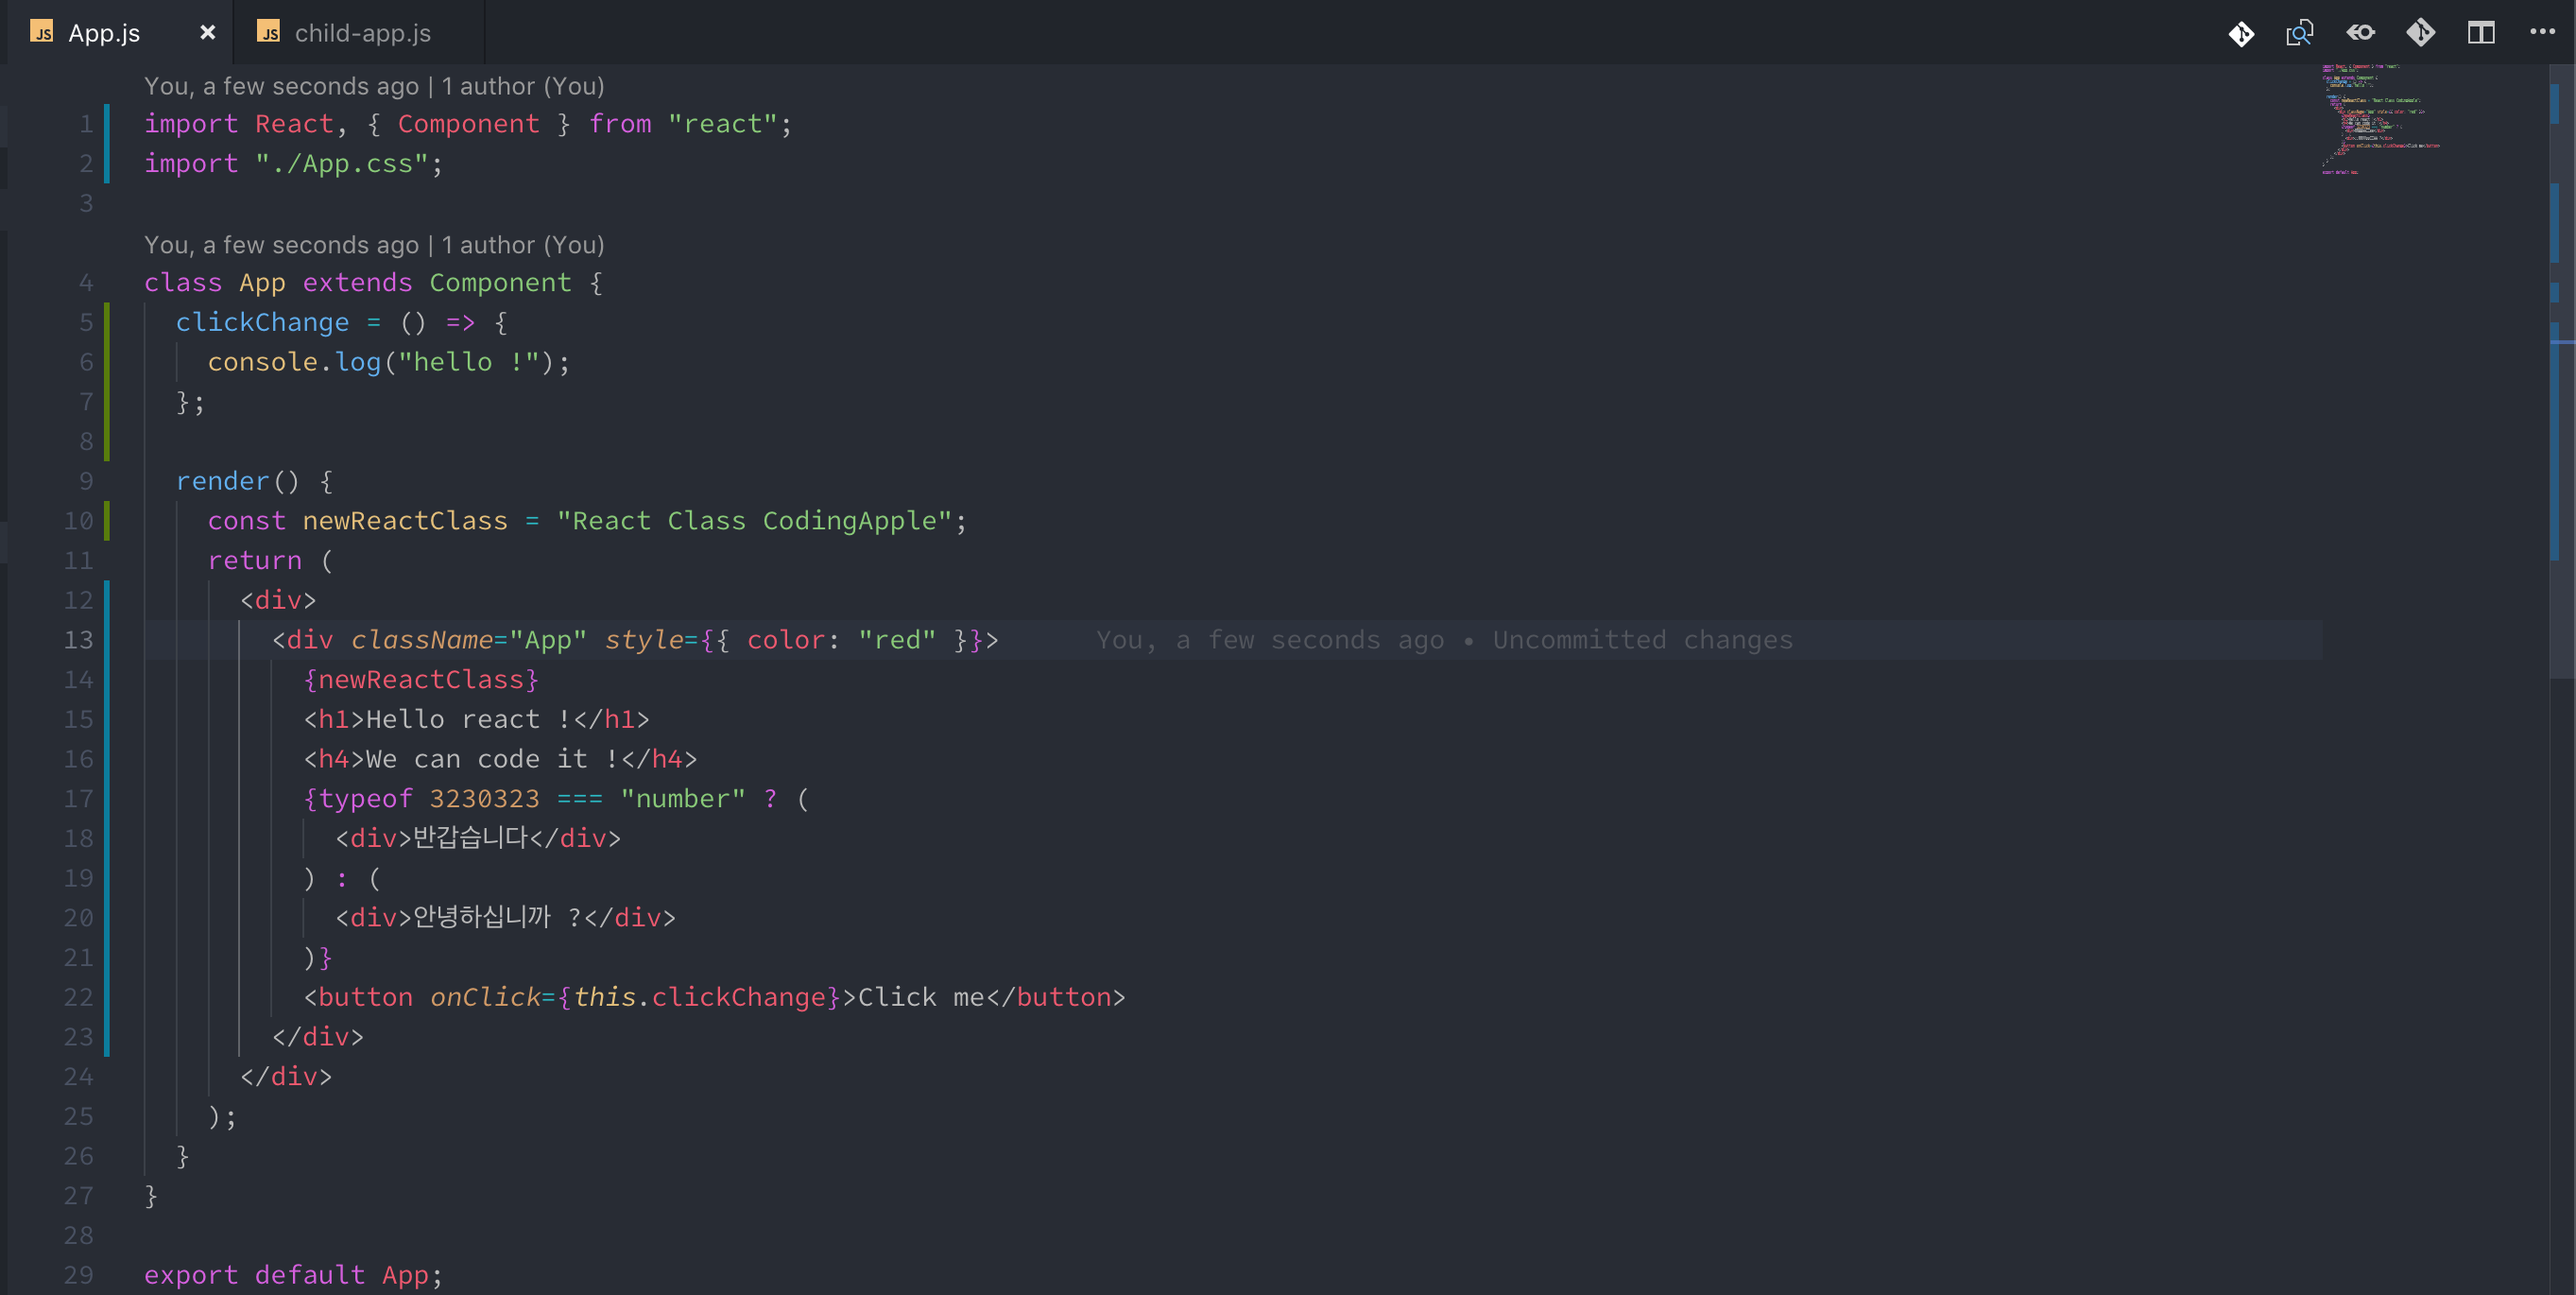 JS App.js × JS child-app.js
You, a few seconds ago | 1 author (You)
1 import React, { Component } from "react";
2 import "./App.css";
3
You, a few seconds ago | 1 author (You)
4 class App extends Component {
5   clickChange = () => {
6     console.log("hello !");
7   };
8
9   render() {
10     const newReactClass = "React Class CodingApple";
11     return (
12       <div>
13         <div className="App" style={{ color: "red" }}> You, a few seconds ago • Uncommitted changes
14           {newReactClass}
15           <h1>Hello react !</h1>
16           <h4>We can code it !</h4>
17           {typeof 3230323 === "number" ? (
18             <div>반갑습니다</div>
19           ) : (
20             <div>안녕하십니까 ?</div>
21           )}
22           <button onClick={this.clickChange}>Click me</button>
23         </div>
24       </div>
25     );
26   }
27 }
28
29 export default App;